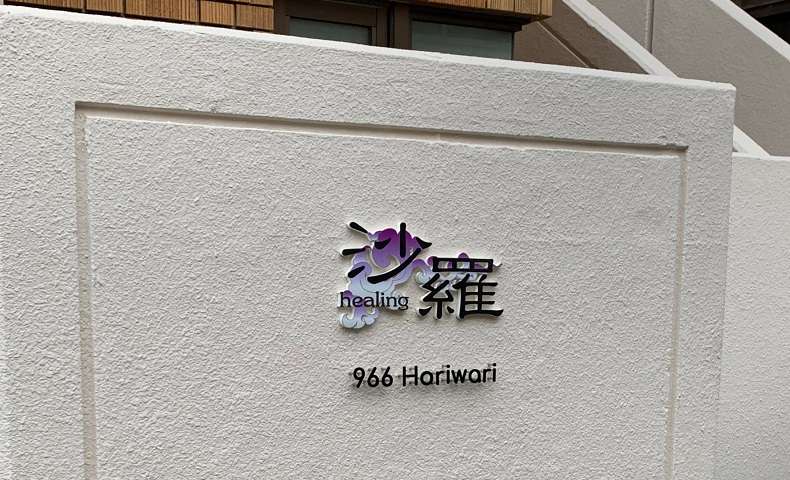 沙羅
healing
966 Hariwari